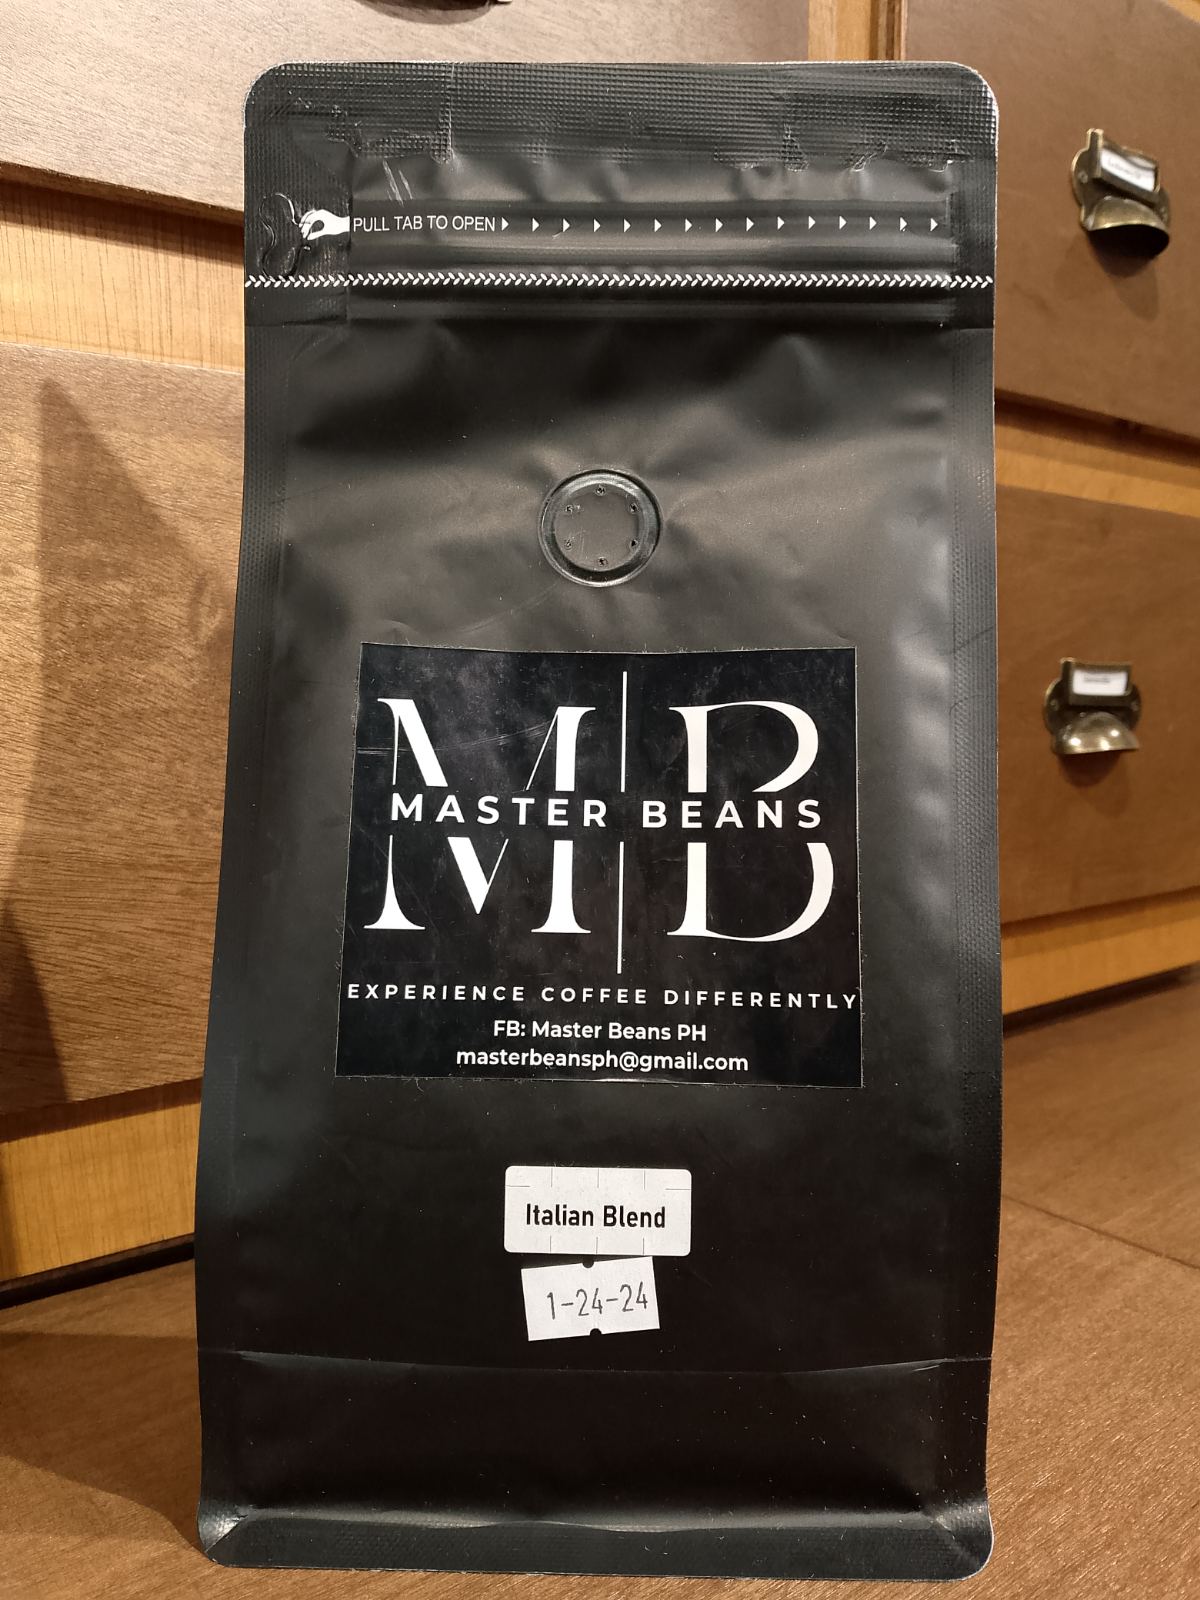 PULL TAB TO OPEN
M B
MASTER BEANS
EXPERIENCE COFFEE DIFFERENTLY
FB: Master Beans PH
masterbeansph@gmail.com
Italian Blend
1-24-24